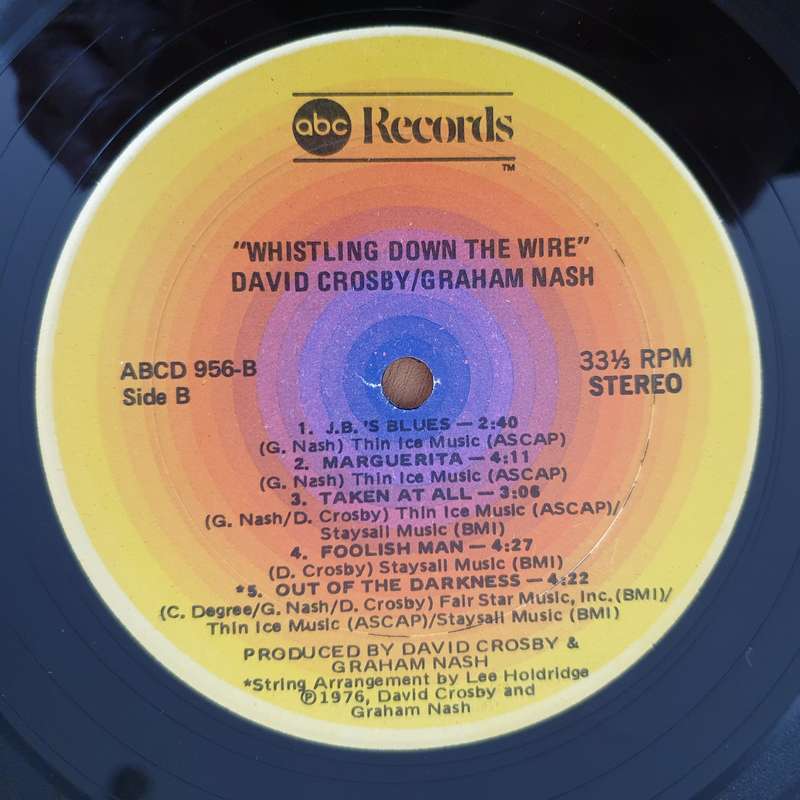 abc Records
TM
"WHISTLING DOWN THE WIRE"
DAVID CROSBY/GRAHAM NASH
ABCD 956-B
Side B
33⅓ RPM
STEREO
1. J.B.'S BLUES — 2:40
(G. Nash) Thin Ice Music (ASCAP)
2. MARGUERITA — 4:11
(G. Nash) Thin Ice Music (ASCAP)
3. TAKEN AT ALL — 3:06
(G. Nash/D. Crosby) Thin Ice Music (ASCAP)/
Staysail Music (BMI)
4. FOOLISH MAN — 4:27
(D. Crosby) Staysail Music (BMI)
*5. OUT OF THE DARKNESS — 4:22
(C. Degree/G. Nash/D. Crosby) Fair Star Music, Inc.(BMI)/
Thin Ice Music (ASCAP)/Staysail Music (BMI)
PRODUCED BY DAVID CROSBY &
GRAHAM NASH
*String Arrangement by Lee Holdridge
℗1976, David Crosby and
Graham Nash